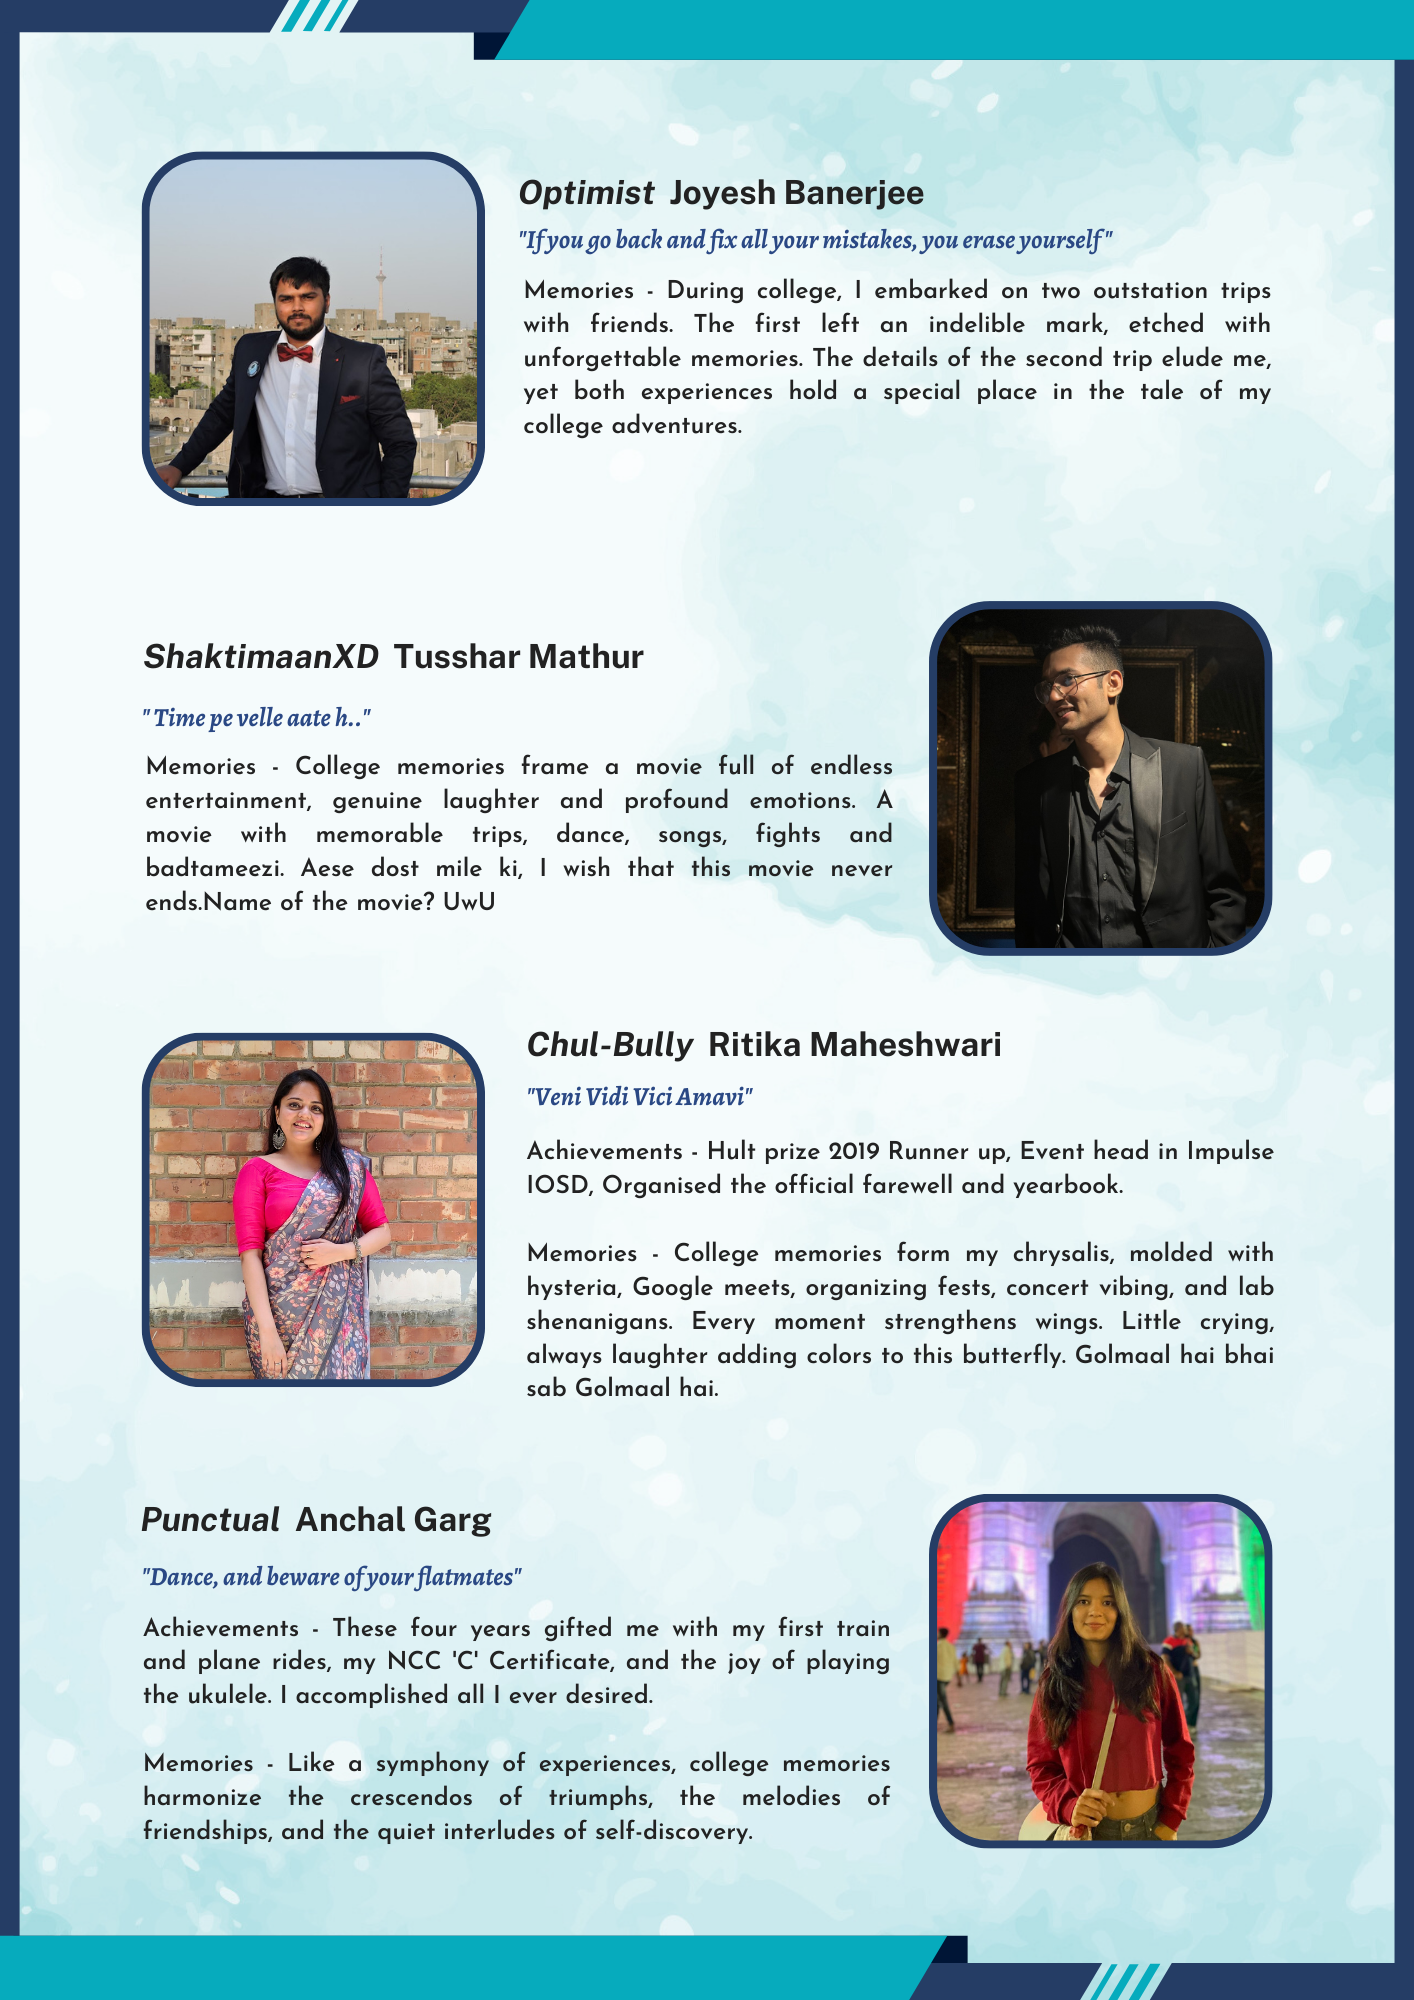 Optimist Joyesh Banerjee
"If you go back and fix all your mistakes, you erase yourself"
Memories - During college, I embarked on two outstation trips
with friends. The first left an indelible mark, etched with
unforgettable memories. The details of the second trip elude me,
yet both experiences hold a special place in the tale of my
college adventures.
ShaktimaanXD Tusshar Mathur
" Time pe velle aate h.."
Memories - College memories frame a movie full of endless
entertainment, genuine laughter and profound emotions. A
movie with memorable trips, dance, songs, fights and
badtameezi. Aese dost mile ki, I wish that this movie never
ends.Name of the movie? UwU
Chul-Bully Ritika Maheshwari
"Veni Vidi Vici Amavi"
Achievements - Hult prize 2019 Runner up, Event head in Impulse
IOSD, Organised the official farewell and yearbook.
Memories - College memories form my chrysalis, molded with
hysteria, Google meets, organizing fests, concert vibing, and lab
shenanigans. Every moment strengthens wings. Little crying,
always laughter adding colors to this butterfly. Golmaal hai bhai
sab Golmaal hai.
Punctual Anchal Garg
"Dance, and beware of your flatmates"
Achievements - These four years gifted me with my first train
and plane rides, my NCC 'C' Certificate, and the joy of playing
the ukulele. I accomplished all I ever desired.
Memories - Like a symphony of experiences, college memories
harmonize the crescendos of triumphs, the melodies of
friendships, and the quiet interludes of self-discovery.